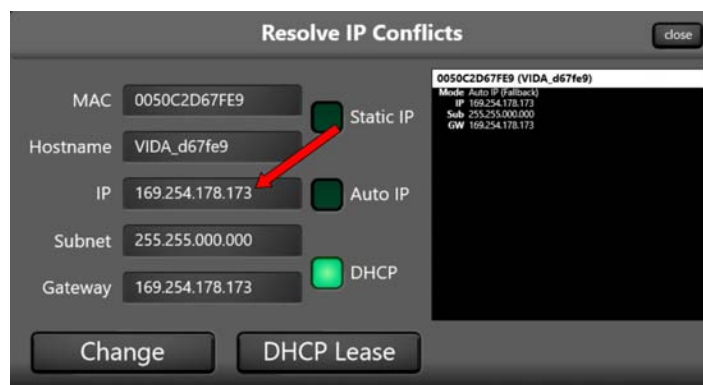 Resolve IP Conflicts
close
MAC 0050C2D67FE9
Hostname VIDA_d67fe9
IP 169.254.178.173
Subnet 255.255.000.000
Gateway 169.254.178.173
Static IP
Auto IP
DHCP
Change
DHCP Lease
0050C2D67FE9 (VIDA_d67fe9)
Mode Auto IP (Fallback)
IP 169.254.178.173
Sub 255.255.000.000
GW 169.254.178.173